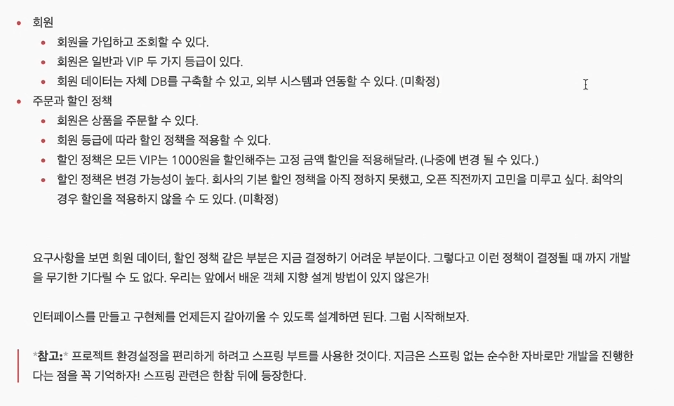 회원
회원을 가입하고 조회할 수 있다.
회원은 일반과 VIP 두 가지 등급이 있다.
회원 데이터는 자체 DB를 구축할 수 있고, 외부 시스템과 연동할 수 있다. (미확정)
주문과 할인 정책
회원은 상품을 주문할 수 있다.
회원 등급에 따라 할인 정책을 적용할 수 있다.
할인 정책은 모든 VIP는 1000원을 할인해주는 고정 금액 할인을 적용해달라. (나중에 변경 될 수 있다.)
할인 정책은 변경 가능성이 높다. 회사의 기본 할인 정책을 아직 정하지 못했고, 오픈 직전까지 고민을 미루고 싶다. 최악의
경우 할인을 적용하지 않을 수 도 있다. (미확정)
요구사항을 보면 회원 데이터, 할인 정책 같은 부분은 지금 결정하기 어려운 부분이다. 그렇다고 이런 정책이 결정될 때 까지 개발
을 무기한 기다릴 수 도 없다. 우리는 앞에서 배운 객체 지향 설계 방법이 있지 않은가!
인터페이스를 만들고 구현체를 언제든지 갈아끼울 수 있도록 설계하면 된다. 그럼 시작해보자.
*참고:* 프로젝트 환경설정을 편리하게 하려고 스프링 부트를 사용한 것이다. 지금은 스프링 없는 순수한 자바로만 개발을 진행한
다는 점을 꼭 기억하자! 스프링 관련은 한참 뒤에 등장한다.